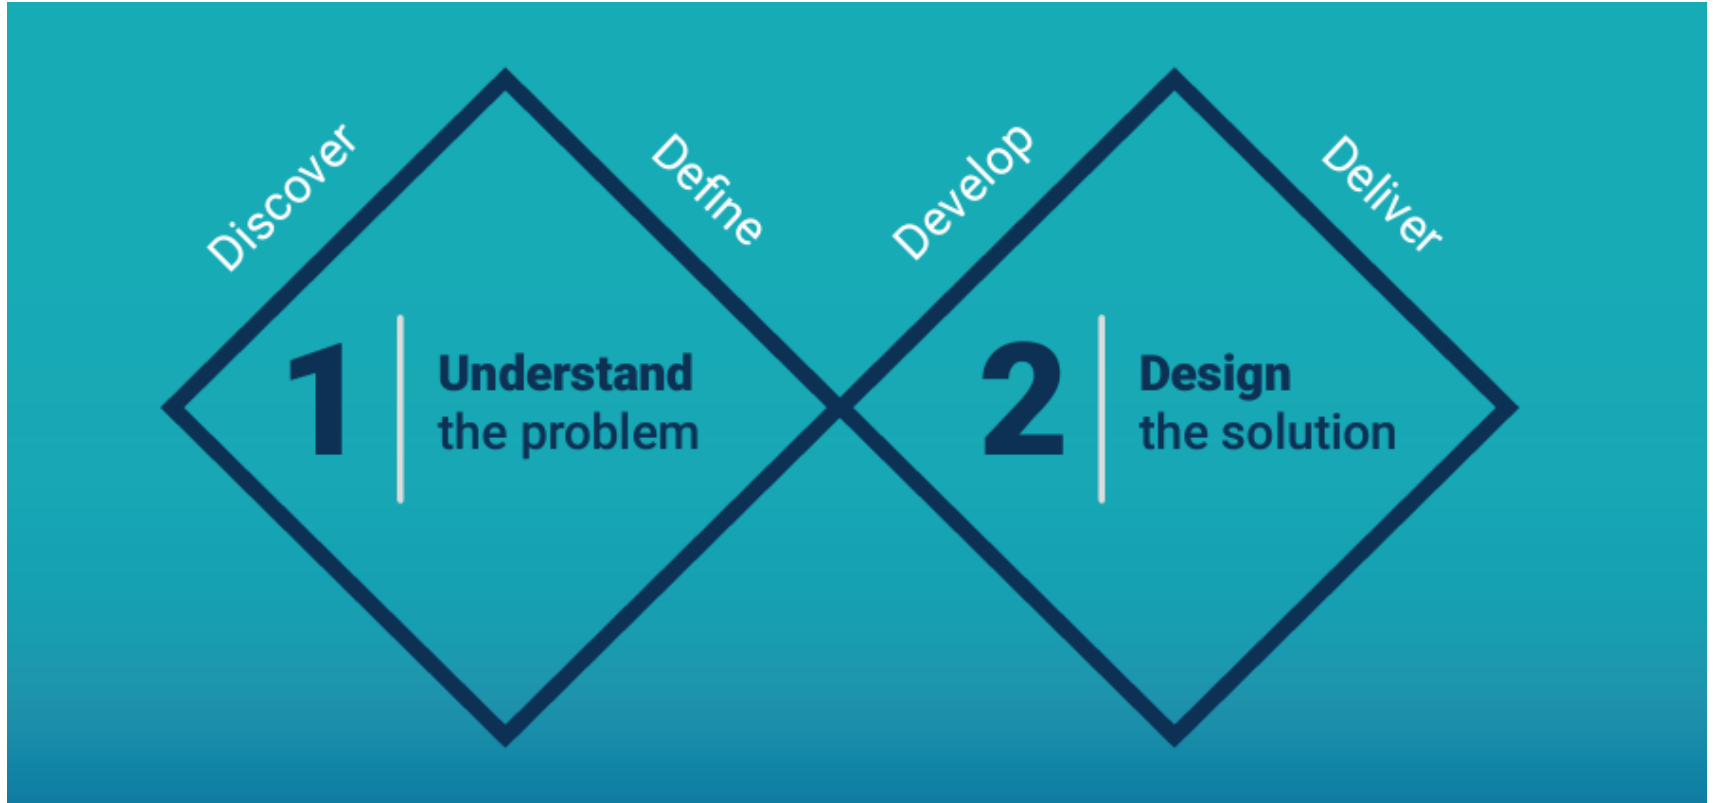 Discover
Define
Develop
Deliver
1
Understand
the problem
2
Design
the solution